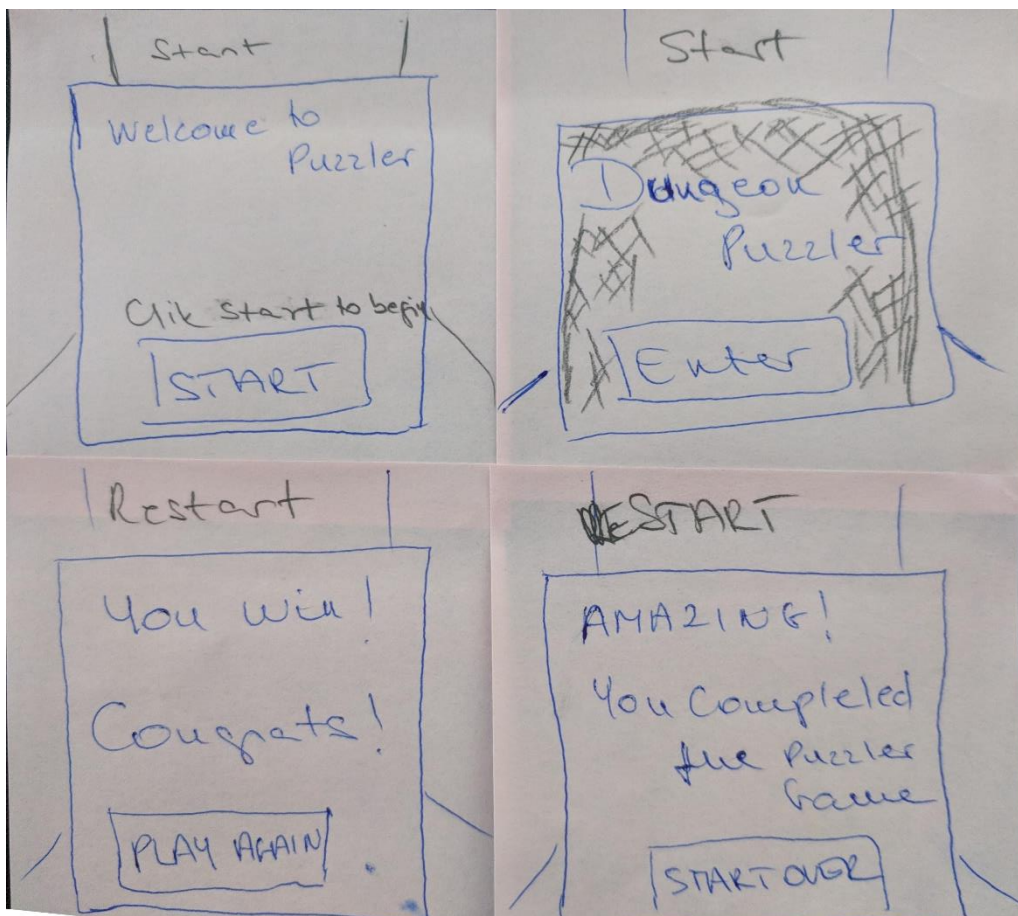 Start
Welcome to
Puzzler
Clik start to begin
START
Start
Dungeon
Puzzler
Enter
Restart
You win!
Congrats!
PLAY AGAIN
RESTART
AMAZING!
You Completed
the Puzzler
Game
START OVER